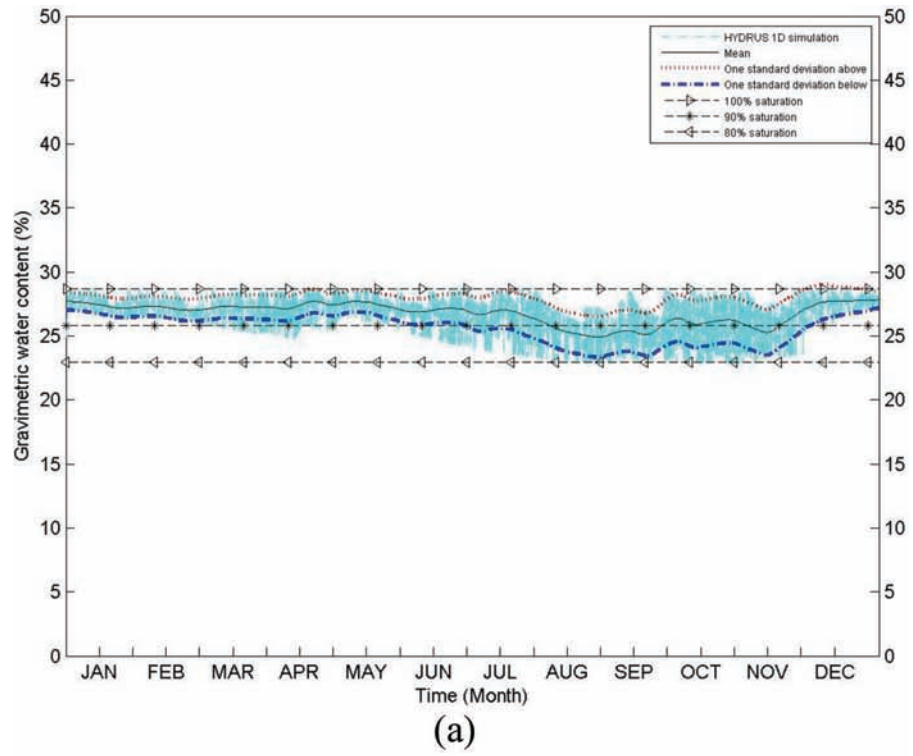 50
45
40
35
30
25
20
15
10
5
0
50
45
40
35
30
25
20
15
10
5
0
HYDRUS 1D simulation
Mean
One standard deviation above
One standard deviation below
100% saturation
90% saturation
80% saturation
Gravimetric water content (%)
JAN FEB MAR APR MAY JUN JUL AUG SEP OCT NOV DEC
Time (Month)
(a)